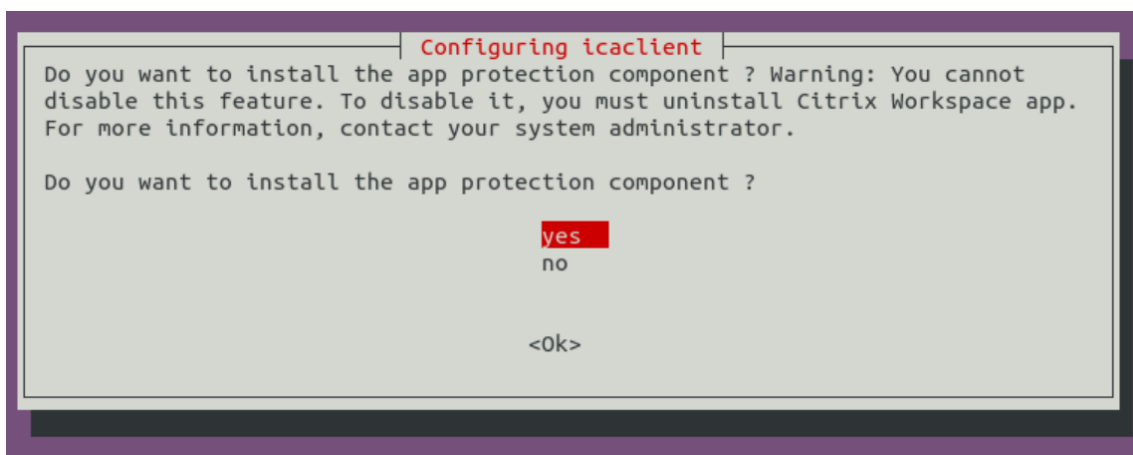 Configuring icaclient
Do you want to install the app protection component ? Warning: You cannot
disable this feature. To disable it, you must uninstall Citrix Workspace app.
For more information, contact your system administrator.
Do you want to install the app protection component ?
yes
no
<Ok>